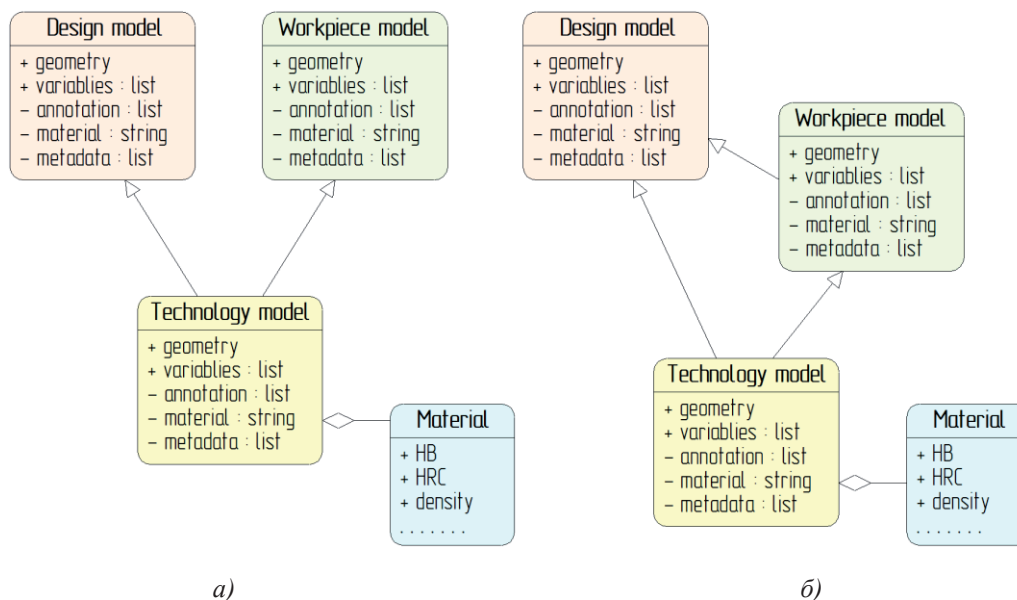 Design model
+ geometry
+ variablies : list
– annotation : list
– material : string
– metadata : list
Workpiece model
+ geometry
+ variablies : list
– annotation : list
– material : string
– metadata : list
Technology model
+ geometry
+ variablies : list
– annotation : list
– material : string
– metadata : list
Material
+ HB
+ HRC
+ density
. . . . . . .
а)
Design model
+ geometry
+ variablies : list
– annotation : list
– material : string
– metadata : list
Workpiece model
+ geometry
+ variables : list
– annotation : list
– material : string
– metadata : list
Technology model
+ geometry
+ variables : list
– annotation : list
– material : string
– metadata : list
Material
+ HB
+ HRC
+ density
. . . . . . .
б)